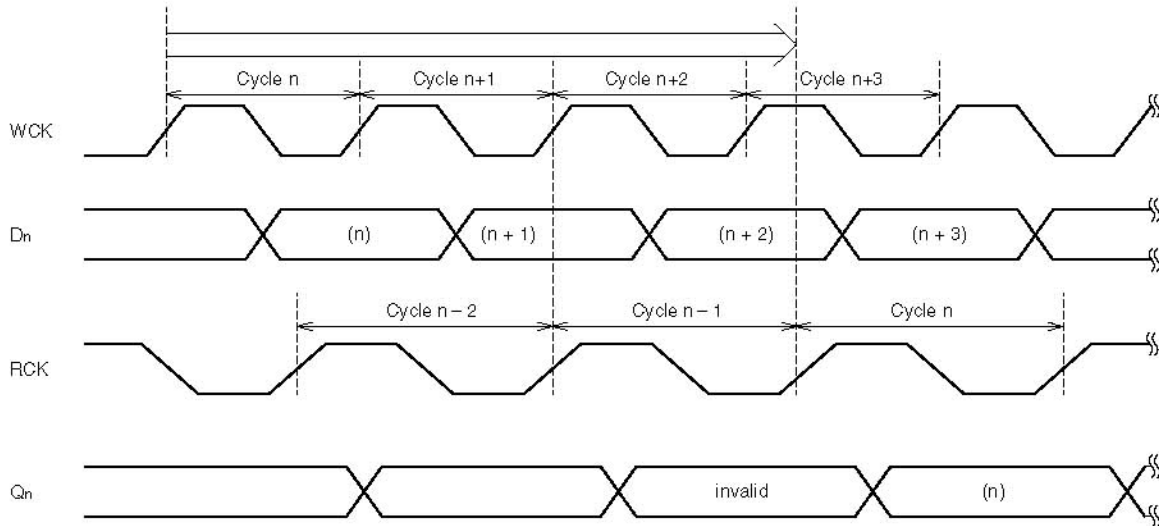 Cycle n Cycle n+1 Cycle n+2 Cycle n+3
WCK
Dn (n) (n + 1) (n + 2) (n + 3)
Cycle n – 2 Cycle n – 1 Cycle n
RCK
Qn invalid (n)